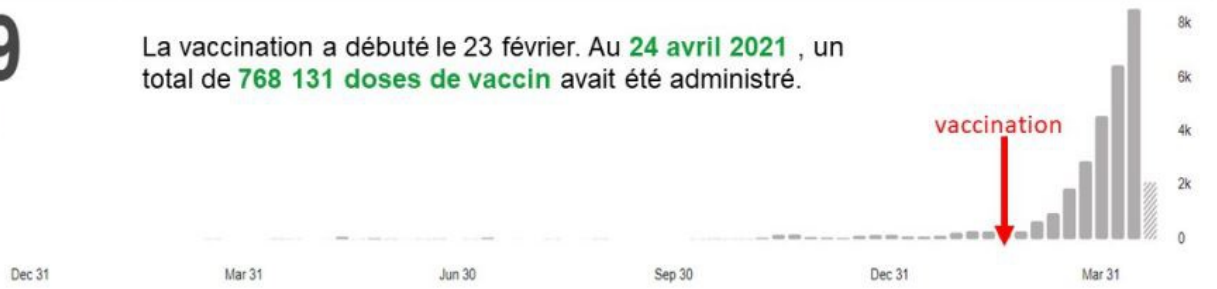 9
La vaccination a débuté le 23 février. Au 24 avril 2021 , un
total de 768 131 doses de vaccin avait été administré.
vaccination
8k
6k
4k
2k
0
Dec 31 Mar 31 Jun 30 Sep 30 Dec 31 Mar 31